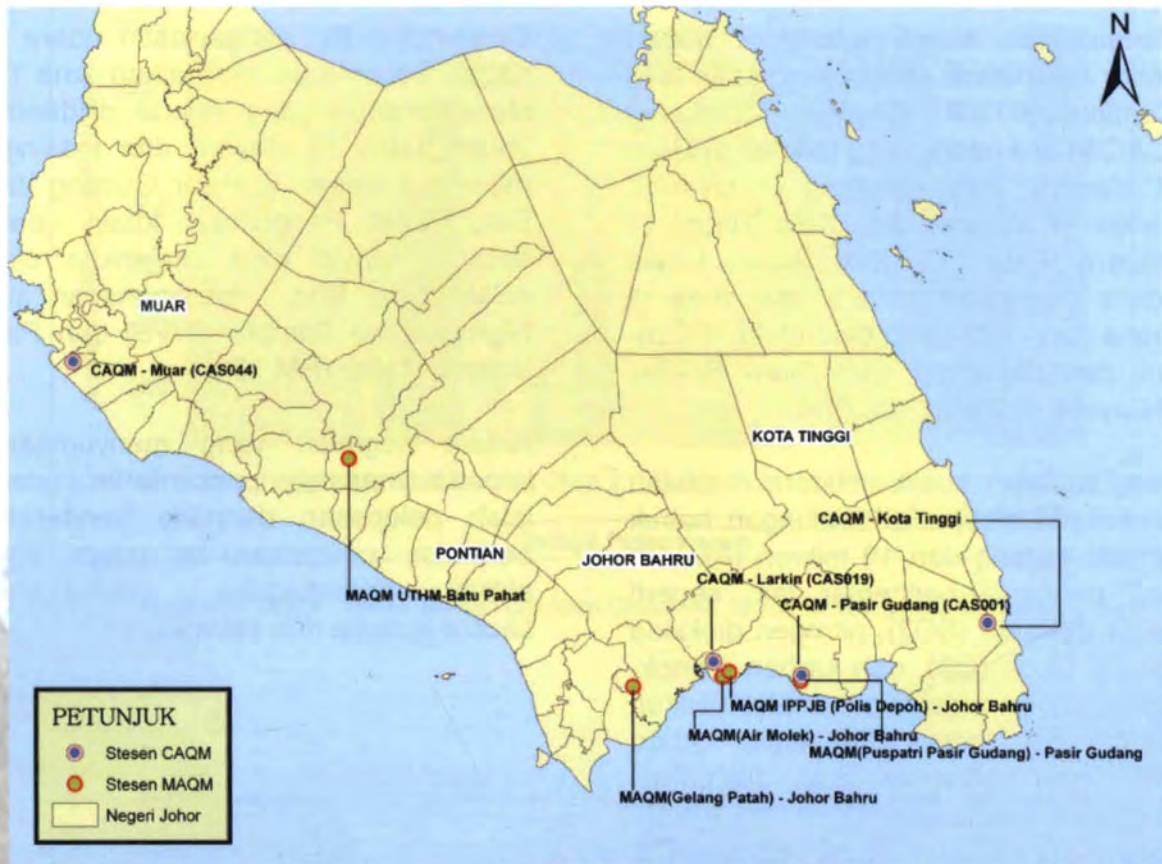 N
MUAR
CAQM - Muar (CAS044)
KOTA TINGGI
CAQM - Kota Tinggi
PONTIAN
JOHOR BAHRU
CAQM - Larkin (CAS019)
MAQM UTHM-Batu Pahat
CAQM - Pasir Gudang (CAS001)
MAQM IPPJB (Polis Depoh) - Johor Bahru
MAQM(Air Molek) - Johor Bahru
MAQM(Puspatri Pasir Gudang) - Pasir Gudang
MAQM(Gelang Patah) - Johor Bahru
PETUNJUK
Stesen CAQM
Stesen MAQM
Negeri Johor